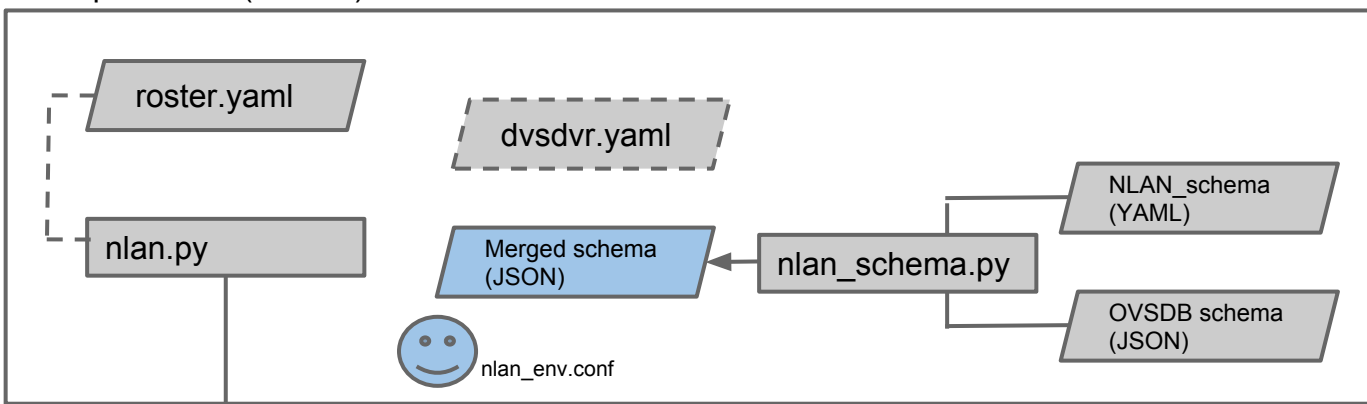 roster.yaml
dvsdvr.yaml
NLAN_schema
(YAML)
nlan.py
Merged schema
(JSON)
nlan_schema.py
OVSDB schema
(JSON)
nlan_env.conf